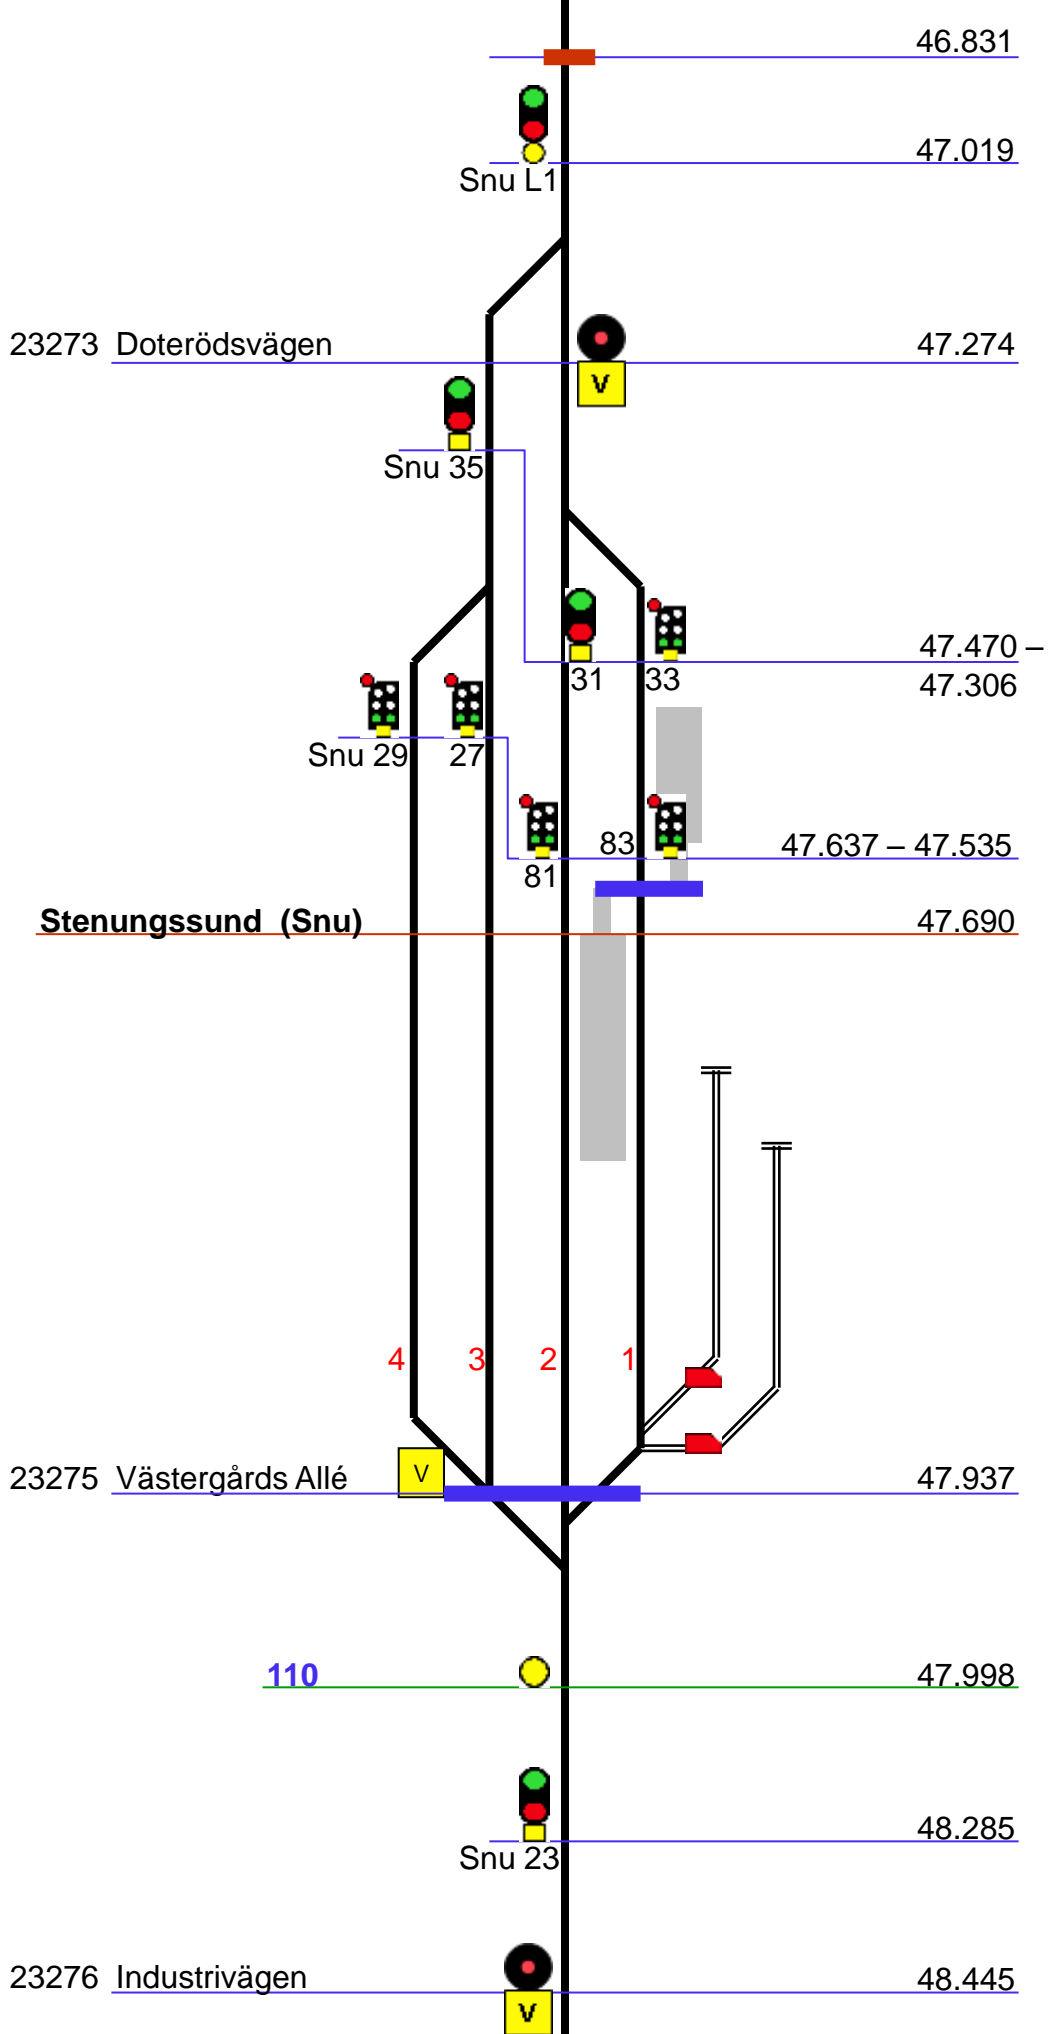 46.831
47.019
Snu L1
23273 Doterödsvägen 47.274
V
Snu 35
47.470 –
31 33
47.306
Snu 29 27
83 47.637 – 47.535
81
Stenungssund (Snu) 47.690
4 3 2 1
V
23275 Västergårds Allé 47.937
110 47.998
48.285
Snu 23
23276 Industrivägen 48.445
V